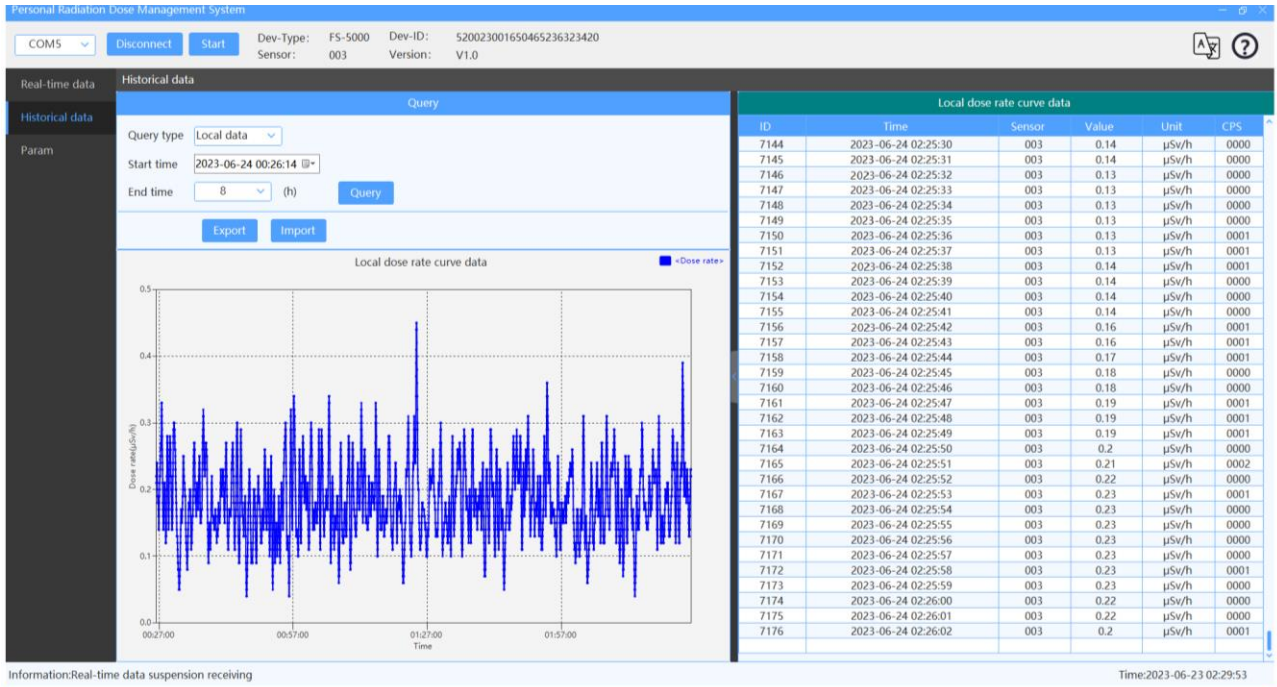 Personal Radiation Dose Management System
COM5 Disconnect Start Dev-Type: FS-5000 Dev-ID: 520023001650465236323420
Sensor: 003 Version: V1.0
Real-time data
Historical data
Param
Historical data
Query
Query type Local data
Start time 2023-06-24 00:26:14
End time 8 (h) Query
Export Import
Local dose rate curve data
<Dose rate>
Dose rate(μSv/h)
0.5
0.4
0.3
0.2
0.1
0.0
00:27:00 00:57:00 01:27:00 01:57:00
Time
Local dose rate curve data
ID Time Sensor Value Unit CPS
7144 2023-06-24 02:25:30 003 0.14 μSv/h 0000
7145 2023-06-24 02:25:31 003 0.14 μSv/h 0000
7146 2023-06-24 02:25:32 003 0.13 μSv/h 0000
7147 2023-06-24 02:25:33 003 0.13 μSv/h 0000
7148 2023-06-24 02:25:34 003 0.13 μSv/h 0000
7149 2023-06-24 02:25:35 003 0.13 μSv/h 0000
7150 2023-06-24 02:25:36 003 0.13 μSv/h 0001
7151 2023-06-24 02:25:37 003 0.13 μSv/h 0001
7152 2023-06-24 02:25:38 003 0.14 μSv/h 0001
7153 2023-06-24 02:25:39 003 0.14 μSv/h 0000
7154 2023-06-24 02:25:40 003 0.14 μSv/h 0000
7155 2023-06-24 02:25:41 003 0.14 μSv/h 0000
7156 2023-06-24 02:25:42 003 0.16 μSv/h 0001
7157 2023-06-24 02:25:43 003 0.16 μSv/h 0001
7158 2023-06-24 02:25:44 003 0.17 μSv/h 0001
7159 2023-06-24 02:25:45 003 0.18 μSv/h 0000
7160 2023-06-24 02:25:46 003 0.18 μSv/h 0000
7161 2023-06-24 02:25:47 003 0.19 μSv/h 0001
7162 2023-06-24 02:25:48 003 0.19 μSv/h 0001
7163 2023-06-24 02:25:49 003 0.19 μSv/h 0001
7164 2023-06-24 02:25:50 003 0.2 μSv/h 0000
7165 2023-06-24 02:25:51 003 0.21 μSv/h 0002
7166 2023-06-24 02:25:52 003 0.22 μSv/h 0000
7167 2023-06-24 02:25:53 003 0.23 μSv/h 0001
7168 2023-06-24 02:25:54 003 0.23 μSv/h 0000
7169 2023-06-24 02:25:55 003 0.23 μSv/h 0000
7170 2023-06-24 02:25:56 003 0.23 μSv/h 0000
7171 2023-06-24 02:25:57 003 0.23 μSv/h 0000
7172 2023-06-24 02:25:58 003 0.23 μSv/h 0001
7173 2023-06-24 02:25:59 003 0.23 μSv/h 0000
7174 2023-06-24 02:26:00 003 0.22 μSv/h 0000
7175 2023-06-24 02:26:01 003 0.22 μSv/h 0000
7176 2023-06-24 02:26:02 003 0.2 μSv/h 0001
Information:Real-time data suspension receiving
Time:2023-06-23 02:29:53